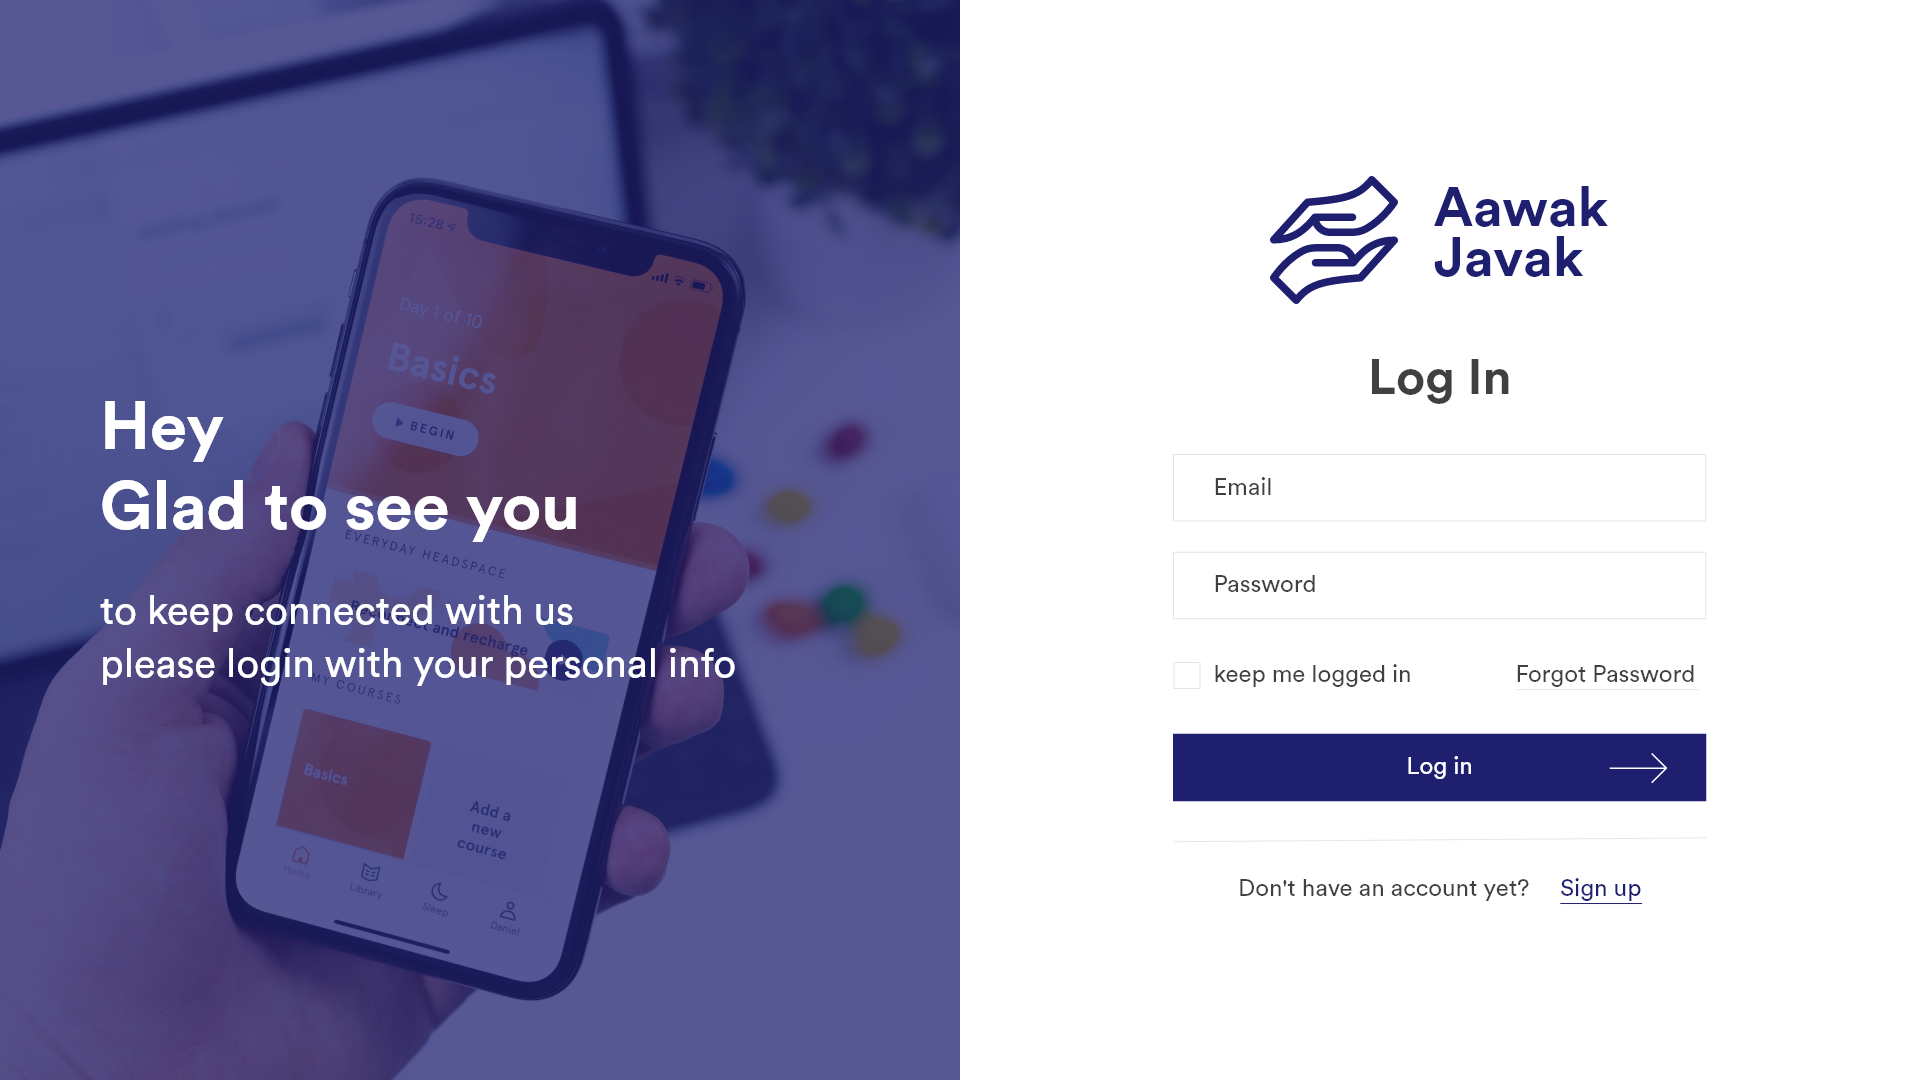 15:28
Day 1 of 10
Basics
BEGIN
Hey
Glad to see you
EVERYDAY HEADSPACE
to keep connected with us
and recharge
please login with your personal info
MY COURSES
Basics
Add a
new
course
Home
Library
Sleep
Daniel
Aawak
Javak
Log In
Email
Password
keep me logged in
Forgot Password
Log in
Don't have an account yet?
Sign up